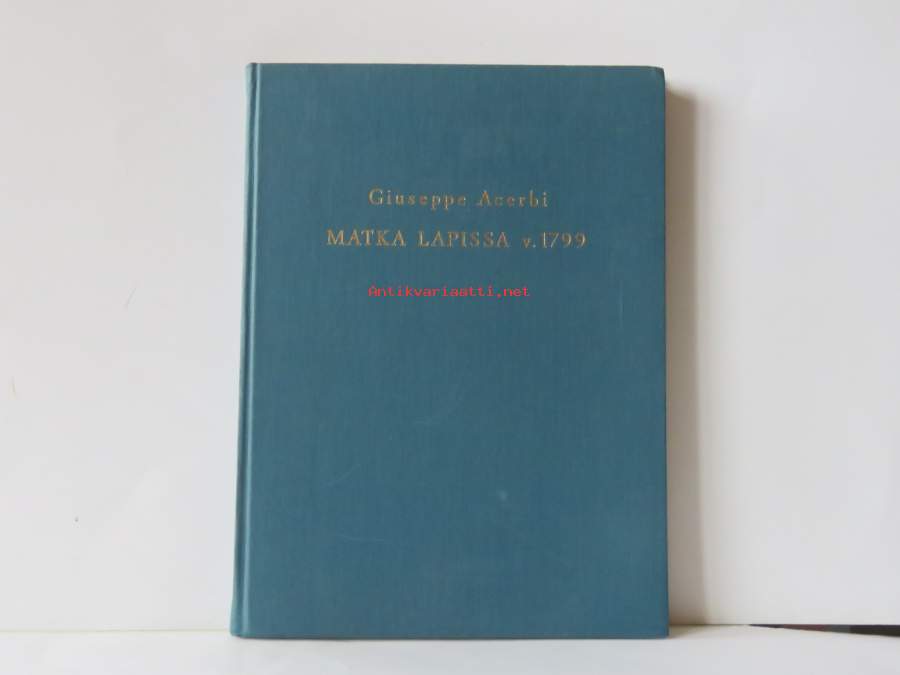 Giuseppe Acerbi
MATKA LAPISSA v. 1799
Antikvariaatti.net